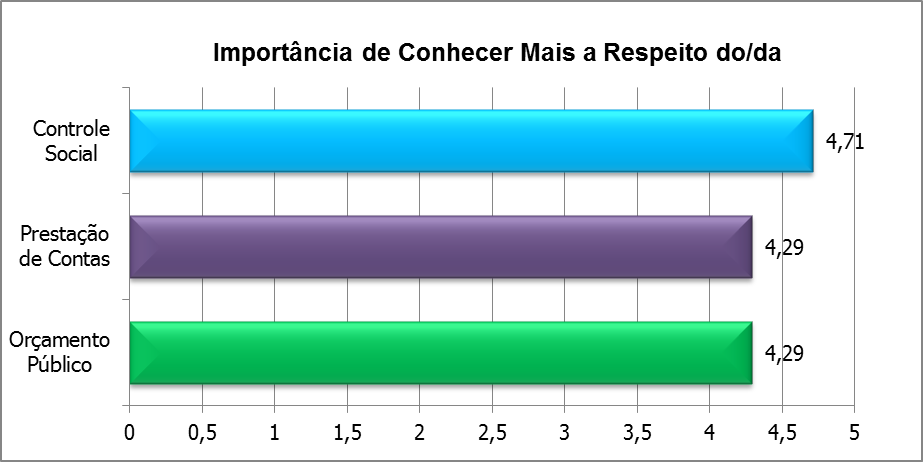 Importância de Conhecer Mais a Respeito do/da
Controle
Social
4,71
Prestação
de Contas
4,29
Orçamento
Público
4,29
0 0,5 1 1,5 2 2,5 3 3,5 4 4,5 5